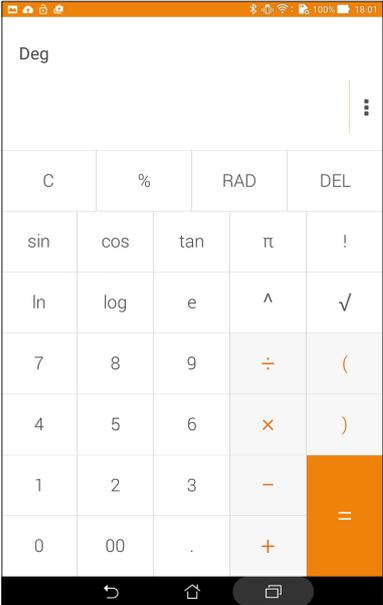 100% 18:01
Deg
C % RAD DEL
sin cos tan π !
ln log e ^ √
7 8 9 ÷ (
4 5 6 × )
1 2 3 −
=
0 00 . +